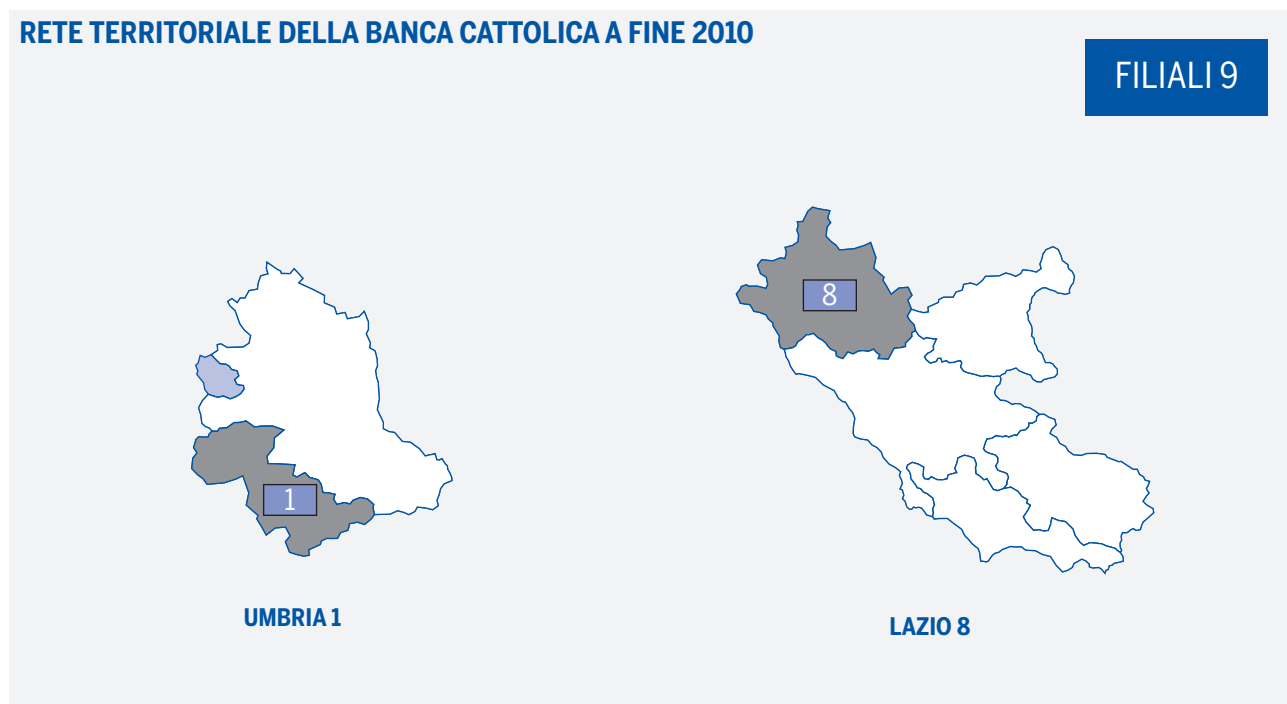 RETE TERRITORIALE DELLA BANCA CATTOLICA A FINE 2010
FILIALI 9
8
1
UMBRIA 1
LAZIO 8